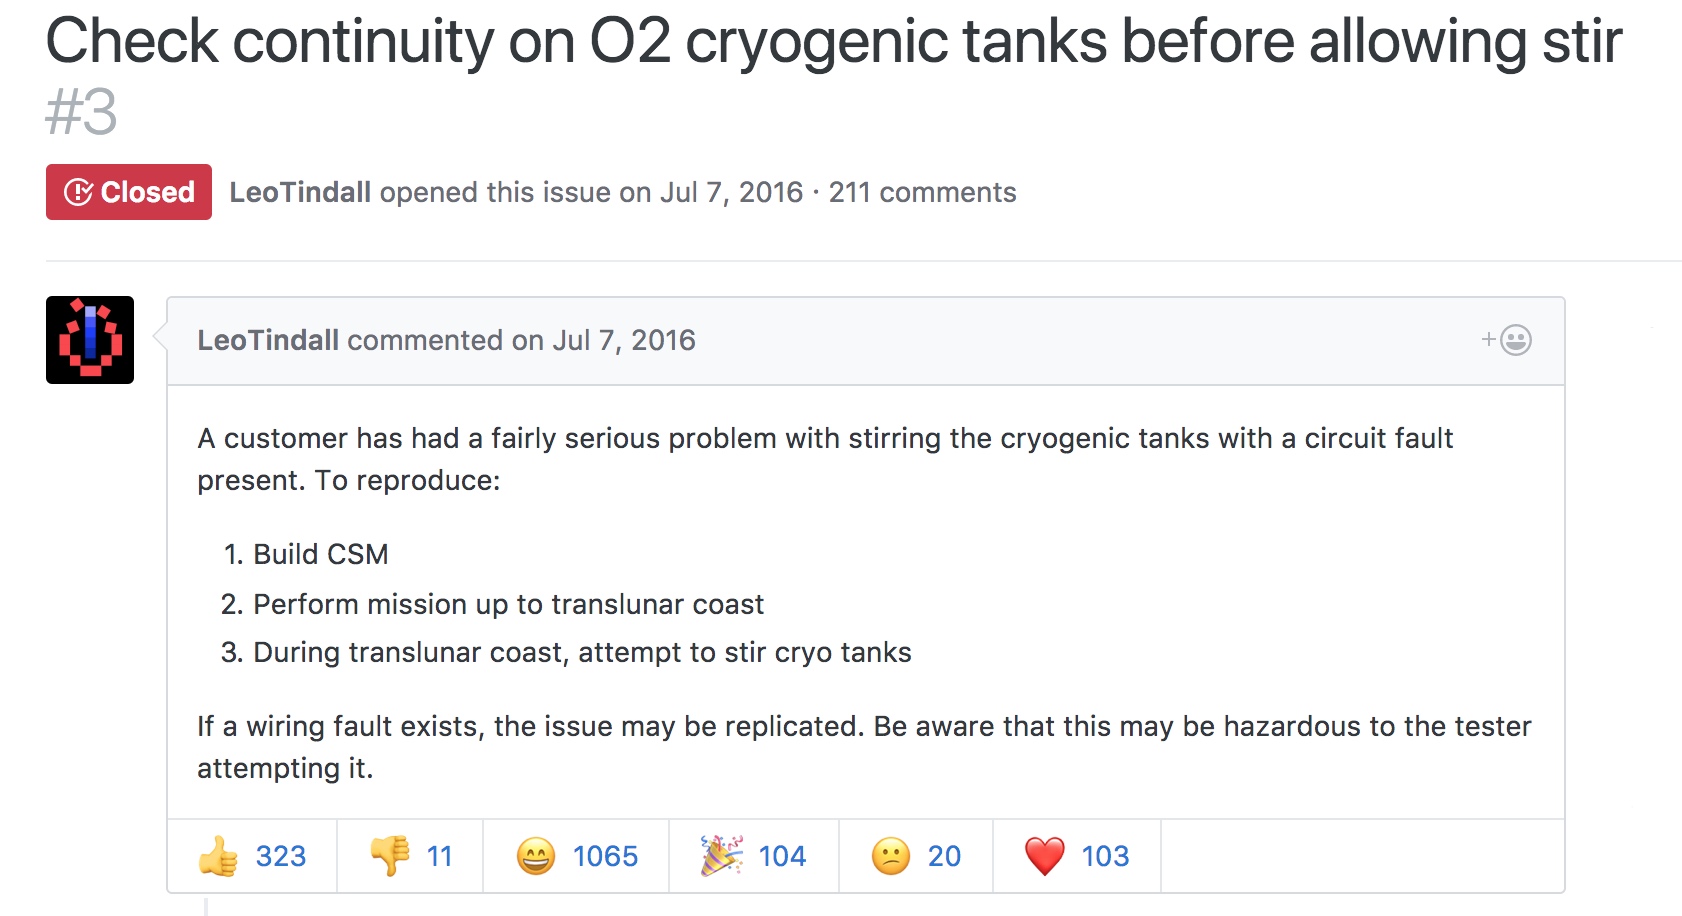 Check continuity on O2 cryogenic tanks before allowing stir
#3
Closed LeoTindall opened this issue on Jul 7, 2016 · 211 comments
LeoTindall commented on Jul 7, 2016
A customer has had a fairly serious problem with stirring the cryogenic tanks with a circuit fault
present. To reproduce:
1. Build CSM
2. Perform mission up to translunar coast
3. During translunar coast, attempt to stir cryo tanks
If a wiring fault exists, the issue may be replicated. Be aware that this may be hazardous to the tester
attempting it.
323 11 1065 104 20 103